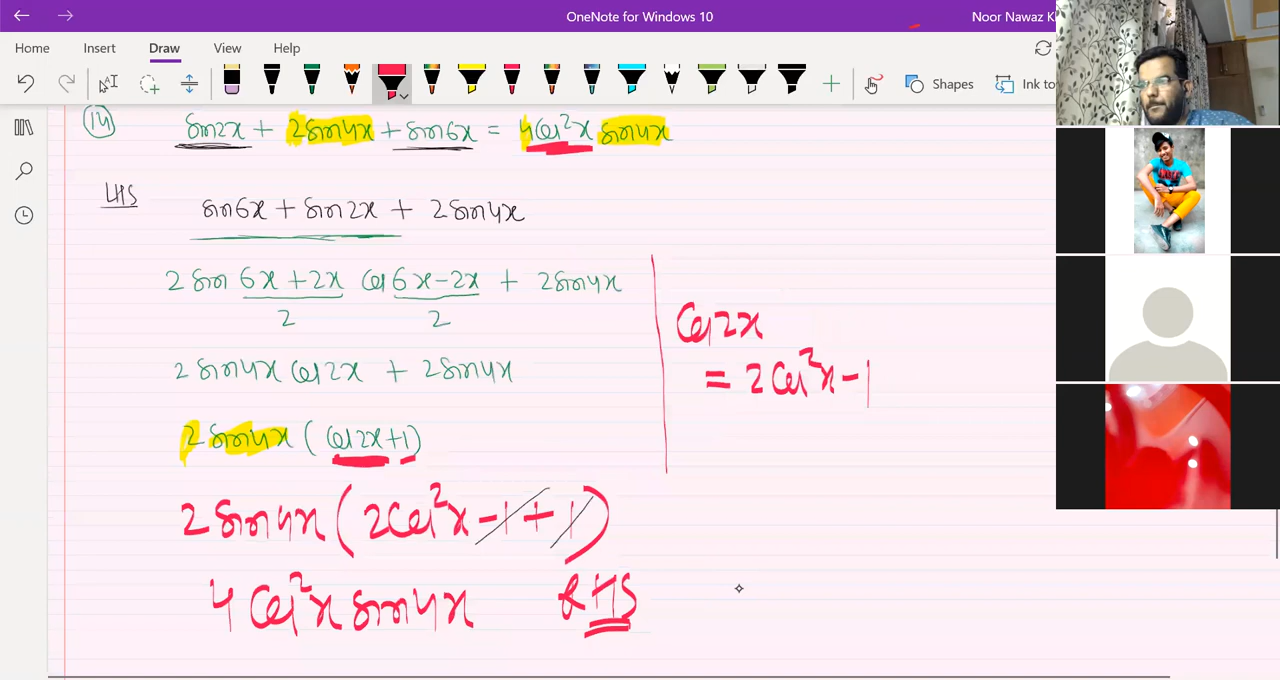 OneNote for Windows 10
Noor Nawaz K
Home Insert Draw View Help
Shapes
Ink to
14 sin2x + 2sin4x + sin6x = 4cos²x sin4x
LHS
sin6x + sin2x + 2sin4x
2 sin 6x+2x/2 cos 6x-2x/2 + 2sin4x
2 sin4x cos2x + 2sin4x
2 sin4x (cos2x+1)
2 sin4x (2cos²x -1 + 1)
4 cos²x sin4x RHS
cos2x
= 2cos²x -1